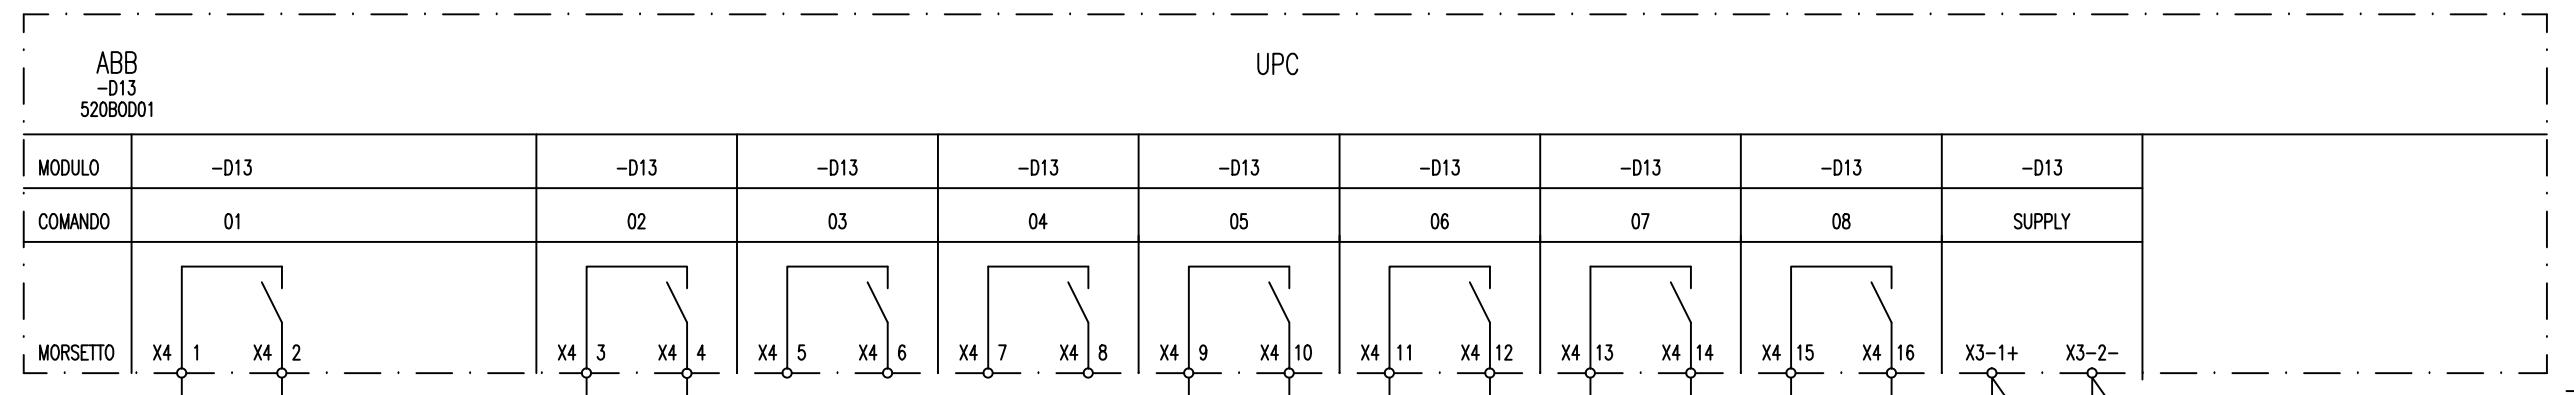 ABB
-D13
520BOD01
UPC
MODULO -D13 -D13 -D13 -D13 -D13 -D13 -D13 -D13 -D13
COMANDO 01 02 03 04 05 06 07 08 SUPPLY
MORSETTO X4 1 X4 2 X4 3 X4 4 X4 5 X4 6 X4 7 X4 8 X4 9 X4 10 X4 11 X4 12 X4 13 X4 14 X4 15 X4 16 X3-1+ X3-2-